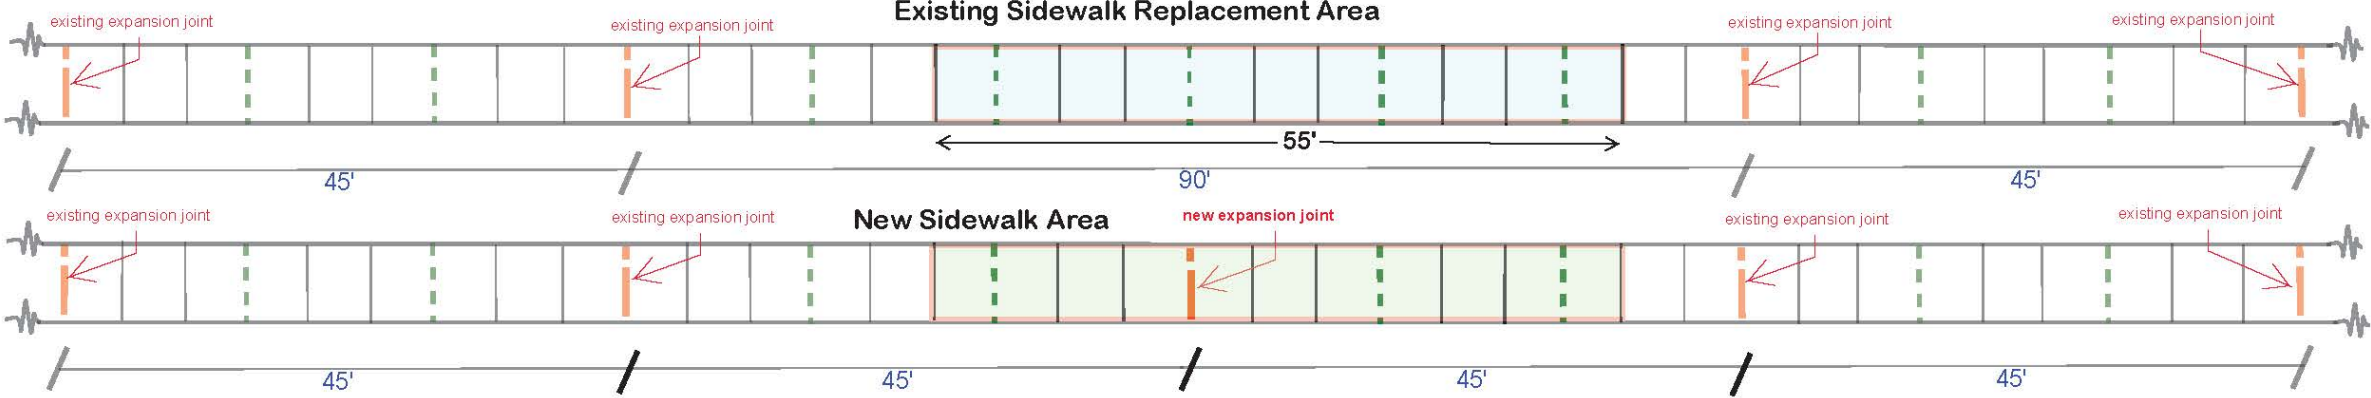 Existing Sidewalk Replacement Area
existing expansion joint
existing expansion joint
existing expansion joint
existing expansion joint
55'
45'
90'
45'
New Sidewalk Area
existing expansion joint
existing expansion joint
new expansion joint
existing expansion joint
existing expansion joint
45'
45'
45'
45'